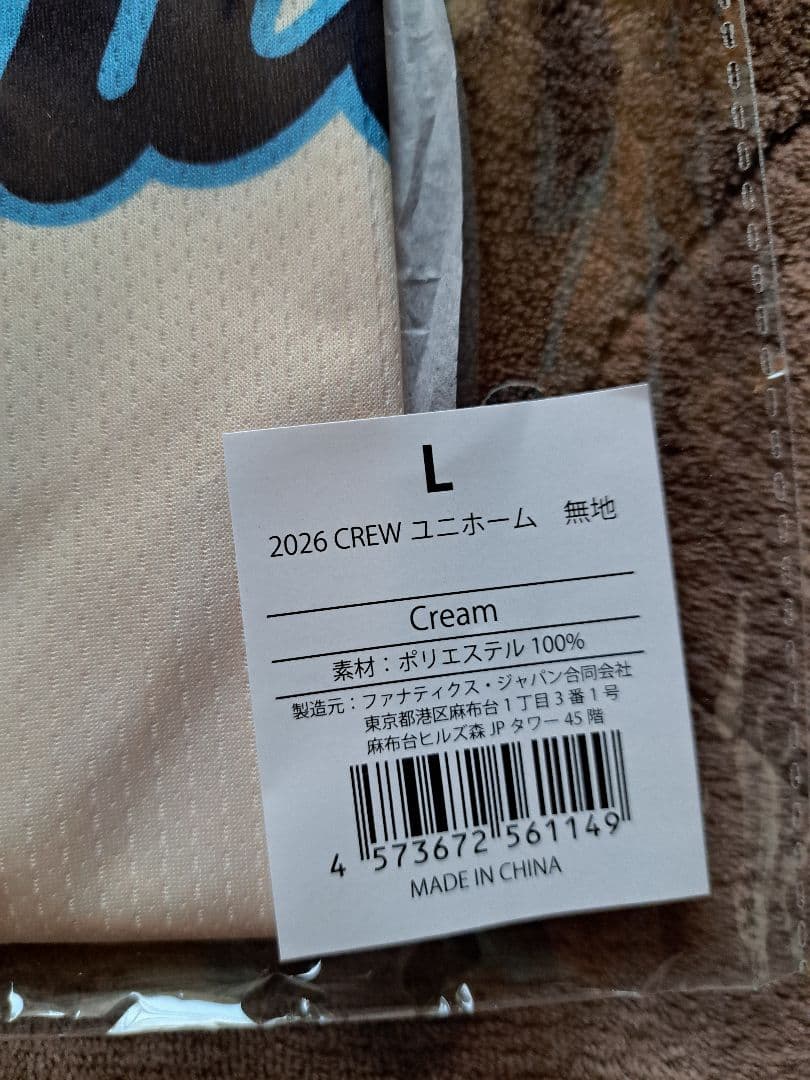 L
2026 CREW ユニホーム　無地
Cream
素材：ポリエステル 100%
製造元：ファナティクス・ジャパン合同会社
東京都港区麻布台１丁目３番１号
麻布台ヒルズ森 JP タワー 45 階
4 573672 561149
MADE IN CHINA